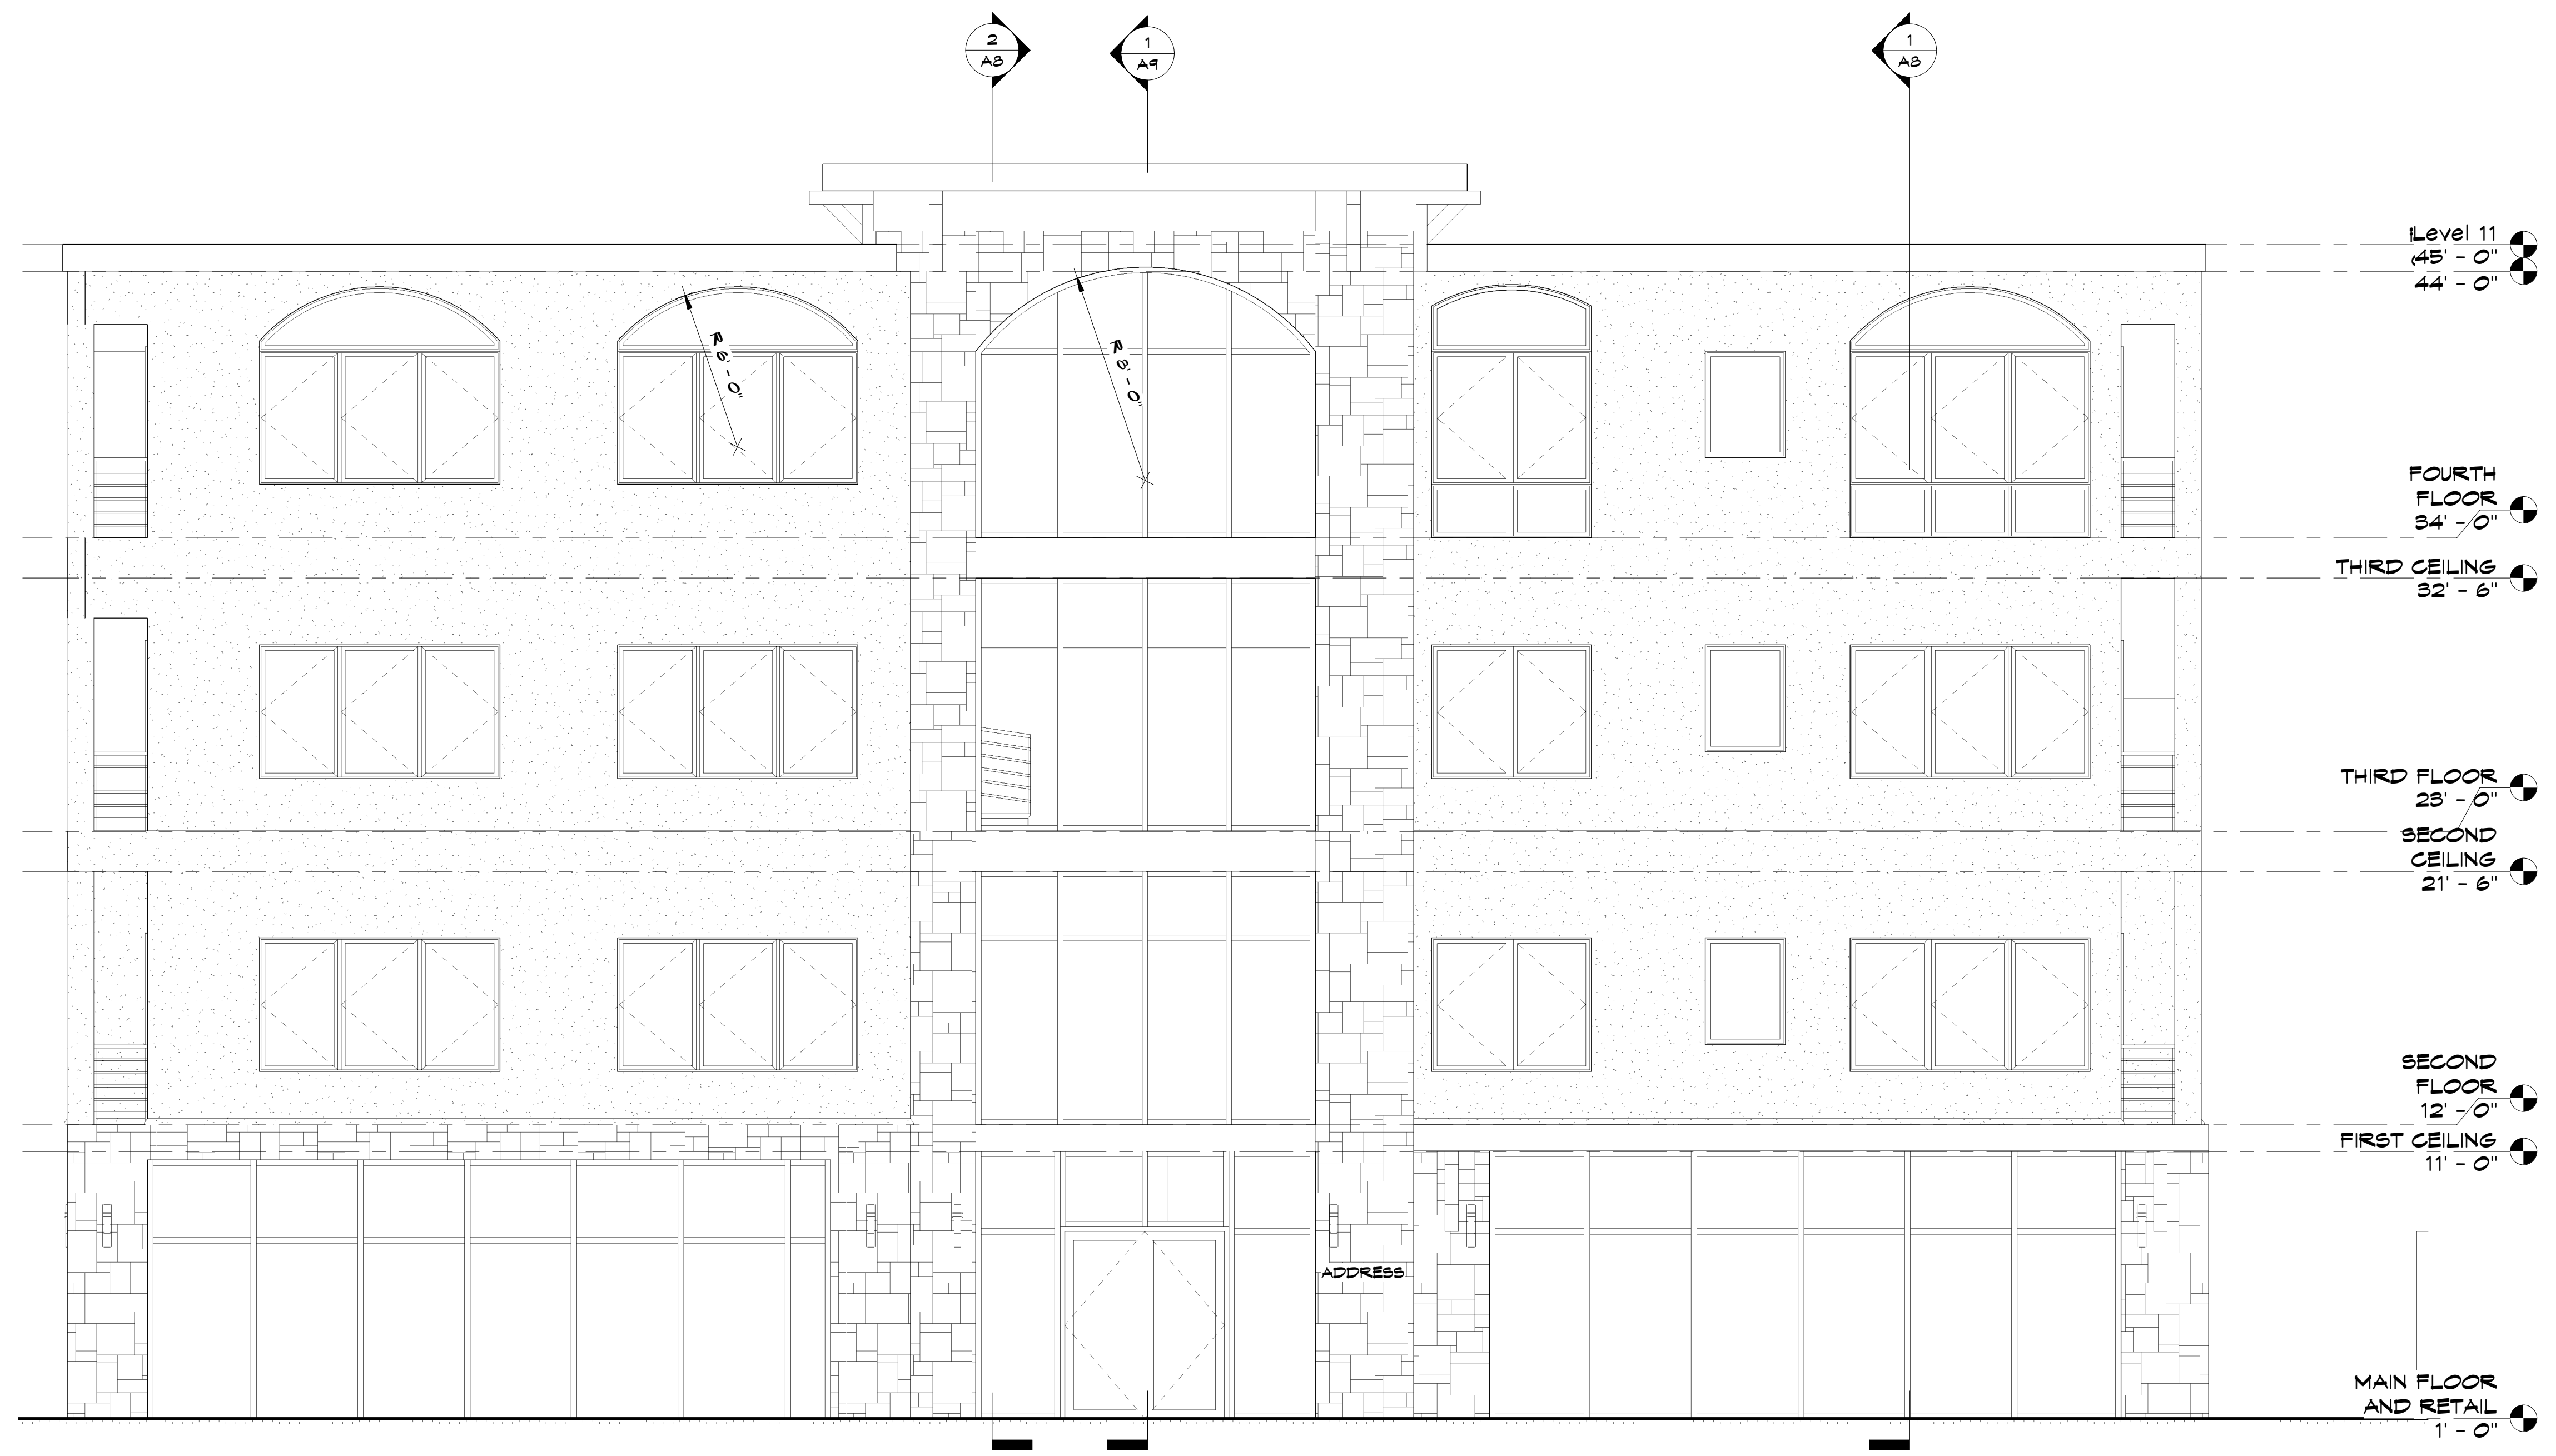 2
A8
1
A9
1
A8
Level 11
45' - 0"
44' - 0"
R 6' - 0"
R 8' - 0"
FOURTH
FLOOR
34' - 0"
THIRD CEILING
32' - 6"
THIRD FLOOR
23' - 0"
SECOND
CEILING
21' - 6"
SECOND
FLOOR
12' - 0"
FIRST CEILING
11' - 0"
ADDRESS
MAIN FLOOR
AND RETAIL
1' - 0"